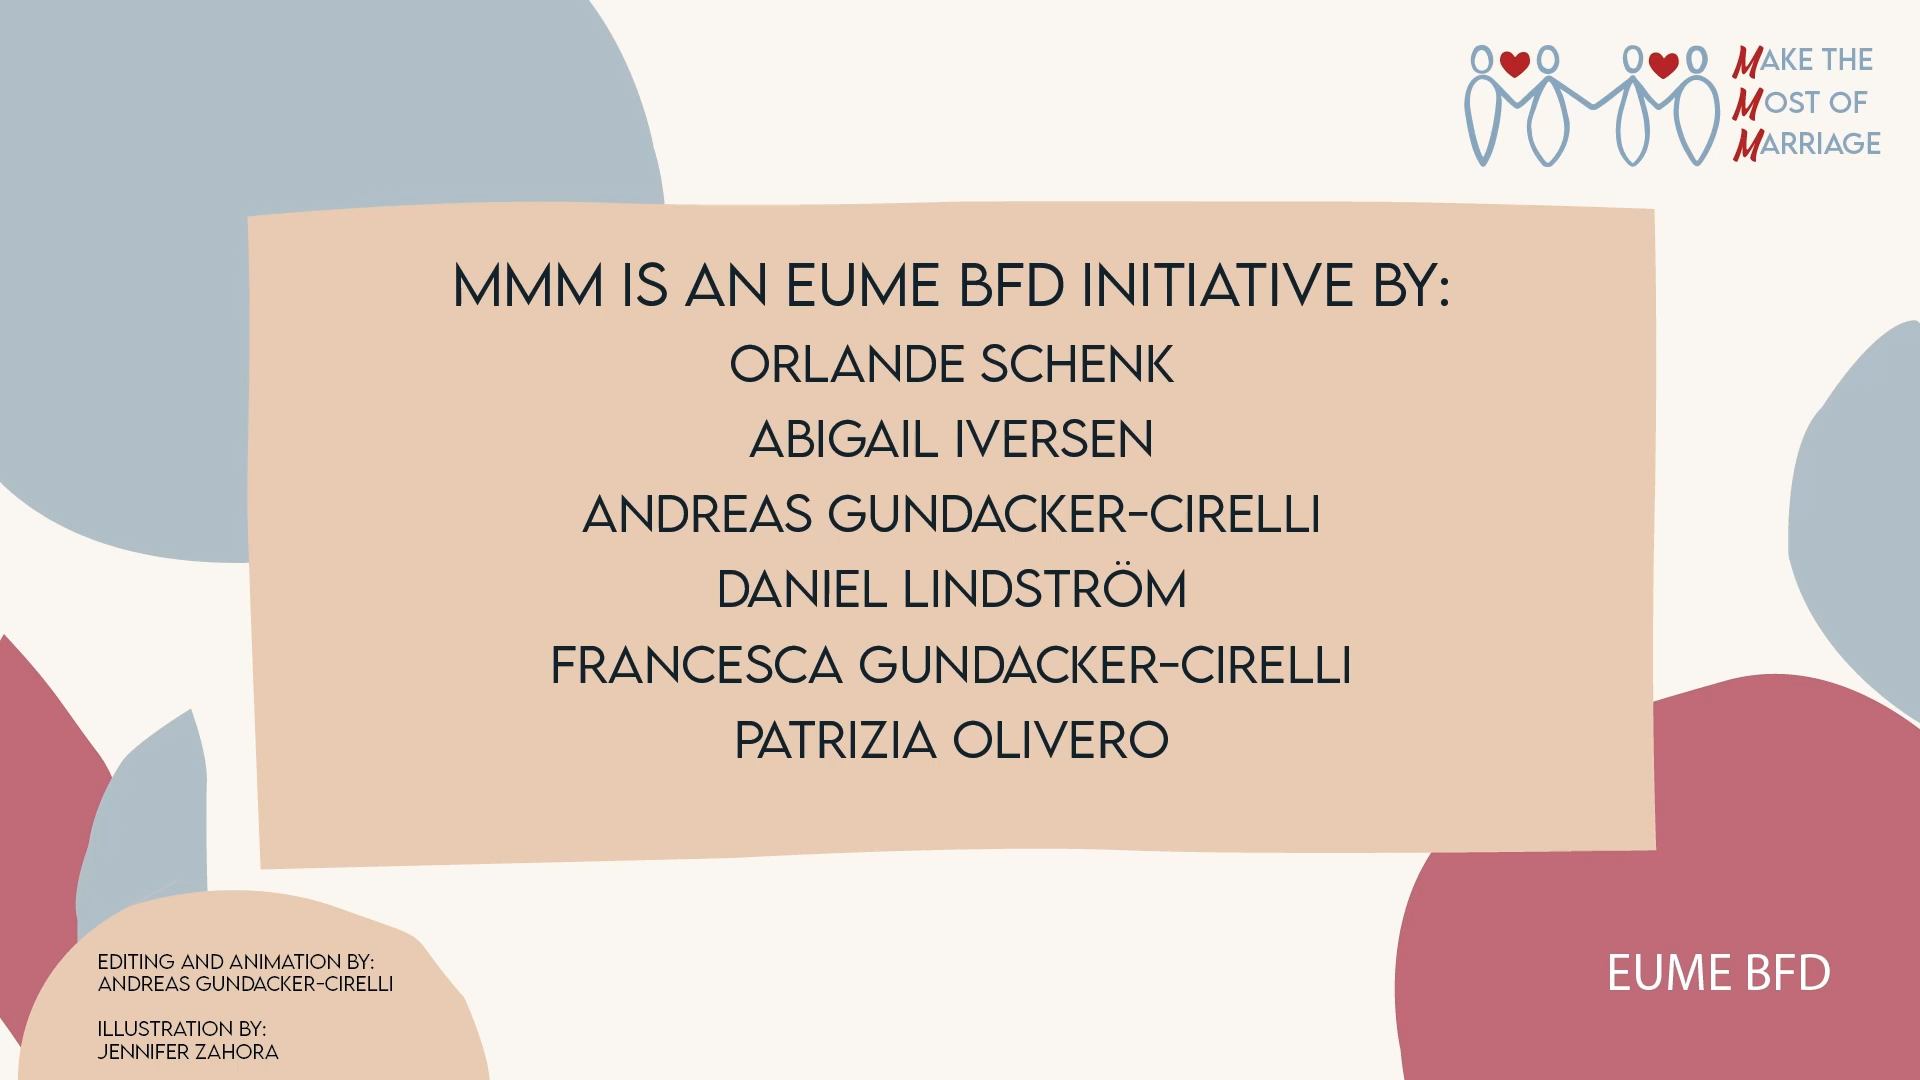 MAKE THE
MOST OF
MARRIAGE
MMM IS AN EUME BFD INITIATIVE BY:
ORLANDE SCHENK
ABIGAIL IVERSEN
ANDREAS GUNDACKER-CIRELLI
DANIEL LINDSTRÖM
FRANCESCA GUNDACKER-CIRELLI
PATRIZIA OLIVERO
EDITING AND ANIMATION BY:
ANDREAS GUNDACKER-CIRELLI
ILLUSTRATION BY:
JENNIFER ZAHORA
EUME BFD